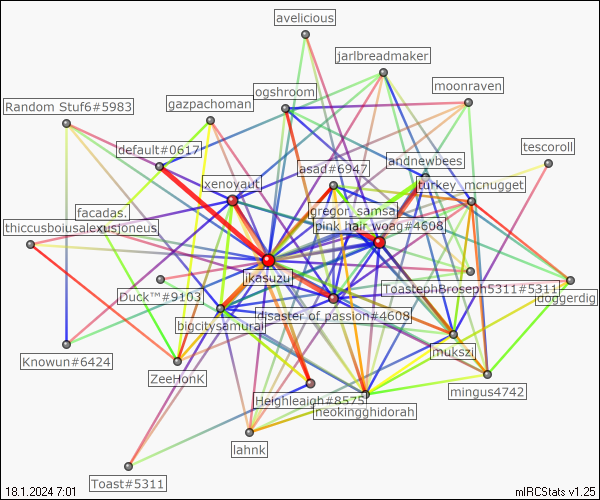 avelicious
jarlbreadmaker
moonraven
ogshroom
gazpachoman
Random Stuf6#5983
tescoroll
default#0617
asad#6947
andnewbees
xenoyaut
turkey_mcnugget
gregor_samsa
facadas.
thiccusboiusalexusjoneus
pink hair woag#4608
ikasuzu
ToastephBroseph5311#5311
Duck™#9103
doggerdig
disaster of passion#4608
bigcitysamurai
mukszi
Knowun#6424
ZeeHonk
mingus4742
Heighleaigh#8575
neokingghidorah
lahnk
Toast#5311
18.1.2024 7:01
mIRCStats v1.25